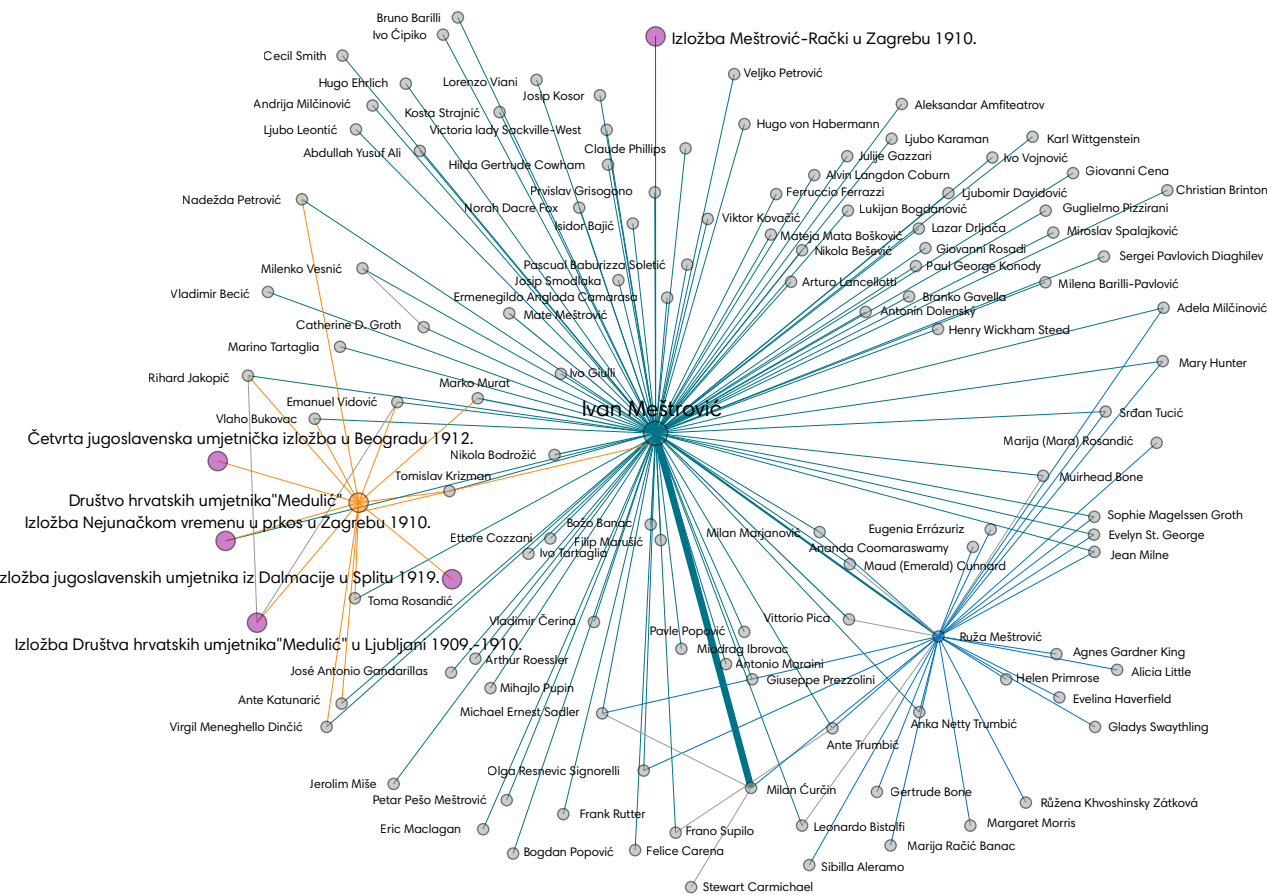 Bruno Barilli
Ivo Ćipiko
Izložba Meštrović-Rački u Zagrebu 1910.
Cecil Smith
Veljko Petrović
Hugo Ehrlich
Lorenzo Viani
Josip Kosor
Andrija Milčinović
Kosta Strajnić
Aleksandar Amfiteatrov
Ljubo Leontić
Victoria lady Sackville-West
Hugo von Habermann
Ljubo Karaman
Karl Wittgenstein
Abdullah Yusuf Ali
Claude Phillips
Julije Gazzari
Ivo Vojnović
Hilda Gertrude Cowham
Alvin Langdon Coburn
Giovanni Cena
Nadežda Petrović
Prvislav Grisogono
Ferruccio Ferrazzi
Ljubomir Davidović
Christian Brinton
Norah Dacre Fox
Viktor Kovačić
Lukijan Bogdanović
Guglielmo Pizzirani
Isidor Bajić
Mateja Mata Bošković
Lazar Drljača
Miroslav Spalajković
Nikola Bešević
Giovanni Rosadi
Sergei Pavlovich Diaghilev
Milenko Vesnić
Pascual Baburizza Soletić
Paul George Konody
Josip Smodlaka
Arturo Lancellotti
Milena Barilli-Pavlović
Vladimir Becić
Ermenegildo Anglada Camarasa
Branko Gavella
Mate Meštrović
Antonín Dolenský
Adela Milčinović
Catherine D. Groth
Henry Wickham Steed
Marino Tartaglia
Mary Hunter
Rihard Jakopič
Ivo Giulli
Marko Murat
Emanuel Vidović
Ivan Meštrović
Srđan Tucić
Vlaho Bukovac
Četvrta jugoslavenska umjetnička izložba u Beogradu 1912.
Marija (Mara) Rosandić
Nikola Bodrožić
Tomislav Krizman
Muirhead Bone
Društvo hrvatskih umjetnika"Medulić"
Izložba Nejunačkom vremenu u prkos u Zagrebu 1910.
Božo Banac
Milan Marjanović
Eugenia Errázuriz
Sophie Magelssen Groth
Ettore Cozzani
Filip Marušić
Ananda Coomaraswamy
Evelyn St. George
Ivo Tartaglia
Maud (Emerald) Cunnard
Jean Milne
zložba jugoslavenskih umjetnika iz Dalmacije u Splitu 1919.
Toma Rosandić
Vladimir Čerina
Pavle Popović
Vittorio Pica
Ruža Meštrović
Izložba Društva hrvatskih umjetnika"Medulić" u Ljubljani 1909.-1910.
Miodrag Ibrovac
Agnes Gardner King
José Antonio Gandarillas
Arthur Roessler
Antonio Maraini
Alicia Little
Mihajlo Pupin
Giuseppe Prezzolini
Helen Primrose
Ante Katunarić
Michael Ernest Sadler
Evelina Haverfield
Virgil Meneghello Dinčić
Anka Netty Trumbić
Gladys Swaythling
Ante Trumbić
Olga Resnevic Signorelli
Jerolim Miše
Milan Ćurčin
Gertrude Bone
Petar Pešo Meštrović
Růžena Khvoshinsky Zátková
Frank Rutter
Eric Maclagan
Frano Supilo
Leonardo Bistolfi
Margaret Morris
Bogdan Popović
Felice Carena
Marija Račić Banac
Sibilla Aleramo
Stewart Carmichael